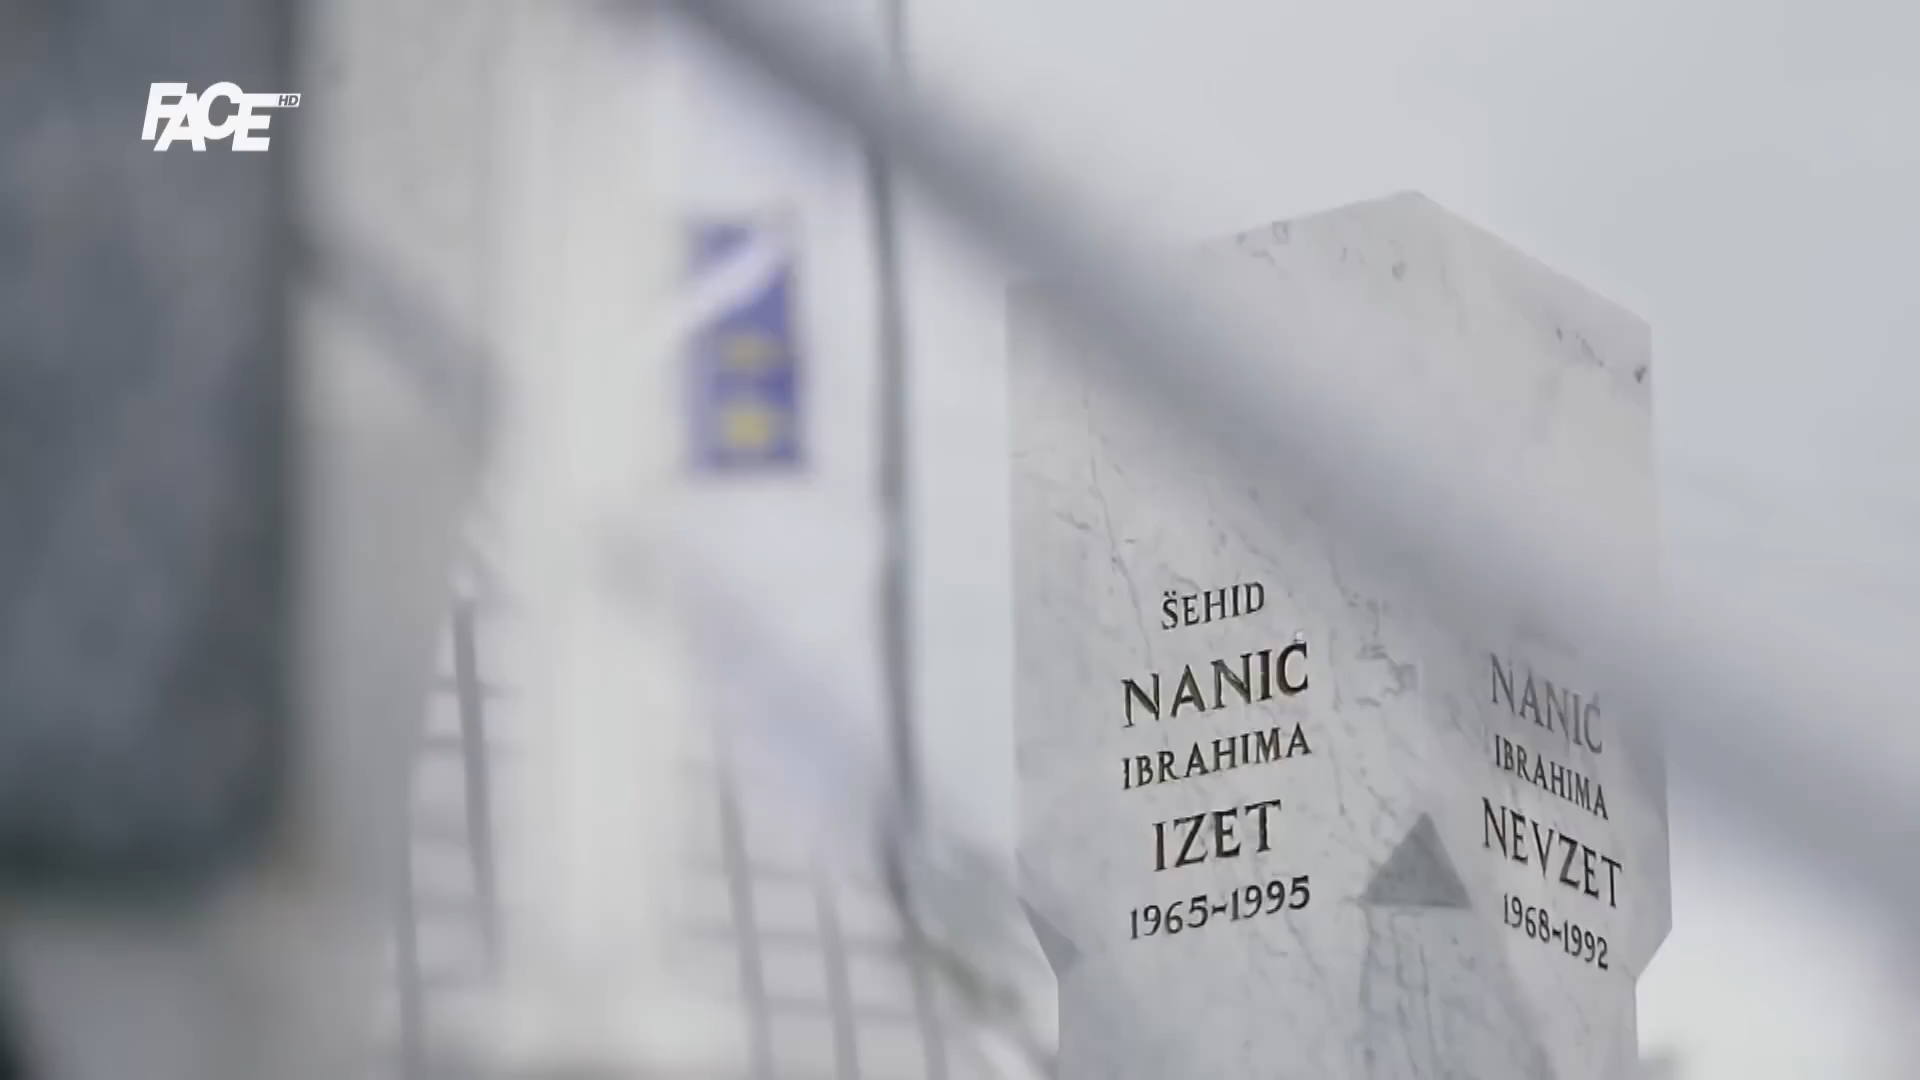 FACE HD
ŠEHID
NANIĆ
IBRAHIMA
IZET
1965-1995
NANIĆ
IBRAHIMA
NEVZET
1968-1992